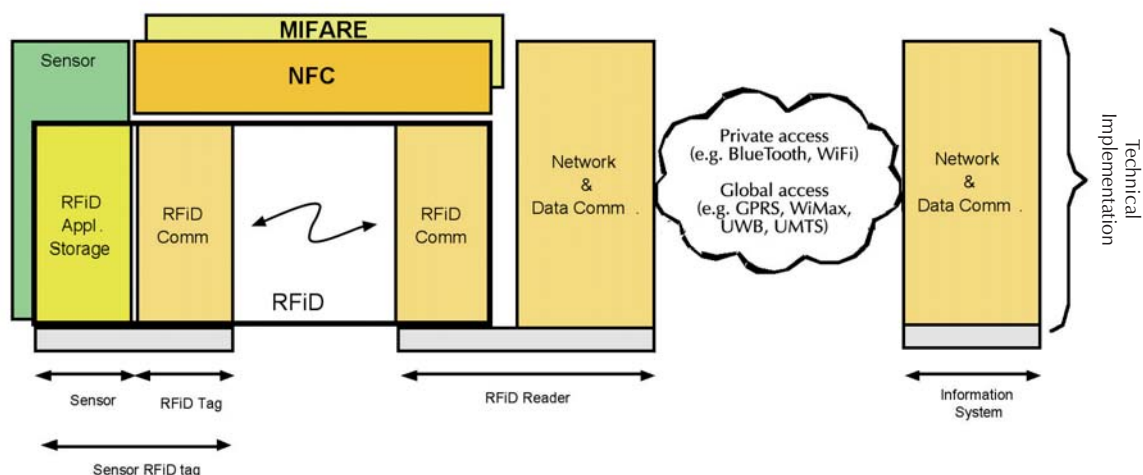 MIFARE
NFC
Sensor
RFiD
Appl.
Storage
RFiD
Comm
RFiD
RFiD
Comm
Network
&
Data Comm .
Private access
(e.g. BlueTooth, WiFi)
Global access
(e.g. GPRS, WiMax,
UWB, UMTS)
Network
&
Data Comm .
Technical
Implementation
Sensor
RFiD Tag
RFiD Reader
Information
System
Sensor RFiD tag